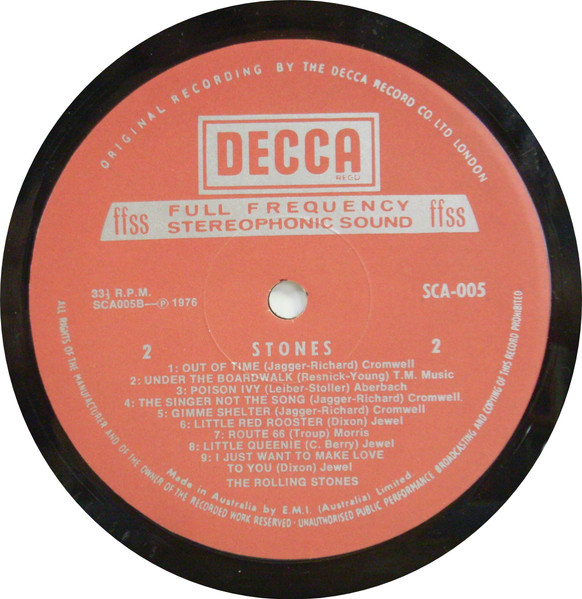 ORIGINAL RECORDING BY THE DECCA RECORD CO. LTD LONDON
DECCA
REGD
ffss FULL FREQUENCY STEREOPHONIC SOUND ffss
33⅓ R.P.M.
SCA005B—Ⓟ 1976
SCA-005
2 STONES 2
1: OUT OF TIME (Jagger-Richard) Cromwell
2: UNDER THE BOARDWALK (Resnick-Young) T.M. Music
3: POISON IVY (Leiber-Stoller) Aberbach
4: THE SINGER NOT THE SONG (Jagger-Richard) Cromwell.
5: GIMME SHELTER (Jagger-Richard) Cromwell
6: LITTLE RED ROOSTER (Dixon) Jewel
7: ROUTE 66 (Troup) Morris
8: LITTLE QUEENIE (C. Berry) Jewel
9: I JUST WANT TO MAKE LOVE
TO YOU (Dixon) Jewel
THE ROLLING STONES
Made in Australia by E.M.I. (Australia) Limited.
ALL RIGHTS OF THE MANUFACTURER AND OF THE OWNER OF THE RECORDED WORK RESERVED · UNAUTHORISED PUBLIC PERFORMANCE BROADCASTING AND COPYING OF THIS RECORD PROHIBITED